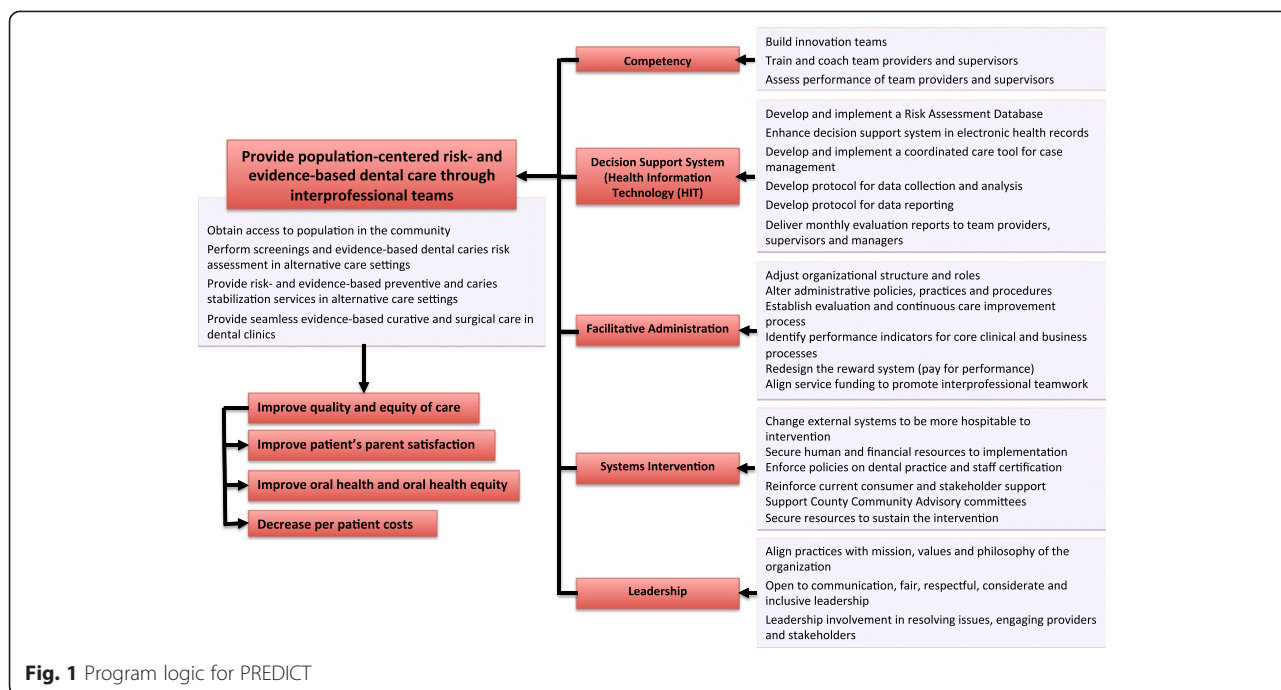 Provide population-centered risk- and
evidence-based dental care through
interprofessional teams
Obtain access to population in the community
Perform screenings and evidence-based dental caries risk
assessment in alternative care settings
Provide risk- and evidence-based preventive and caries
stabilization services in alternative care settings
Provide seamless evidence-based curative and surgical care in
dental clinics
Improve quality and equity of care
Improve patient's parent satisfaction
Improve oral health and oral health equity
Decrease per patient costs
Competency
Build innovation teams
Train and coach team providers and supervisors
Assess performance of team providers and supervisors
Decision Support System
(Health Information
Technology (HIT)
Develop and implement a Risk Assessment Database
Enhance decision support system in electronic health records
Develop and implement a coordinated care tool for case
management
Develop protocol for data collection and analysis
Develop protocol for data reporting
Deliver monthly evaluation reports to team providers,
supervisors and managers
Facilitative Administration
Adjust organizational structure and roles
Alter administrative policies, practices and procedures
Establish evaluation and continuous care improvement
process
Identify performance indicators for core clinical and business
processes
Redesign the reward system (pay for performance)
Align service funding to promote interprofessional teamwork
Systems Intervention
Change external systems to be more hospitable to
intervention
Secure human and financial resources to implementation
Enforce policies on dental practice and staff certification
Reinforce current consumer and stakeholder support
Support County Community Advisory committees
Secure resources to sustain the intervention
Leadership
Align practices with mission, values and philosophy of the
organization
Open to communication, fair, respectful, considerate and
inclusive leadership
Leadership involvement in resolving issues, engaging providers
and stakeholders
Fig. 1 Program logic for PREDICT